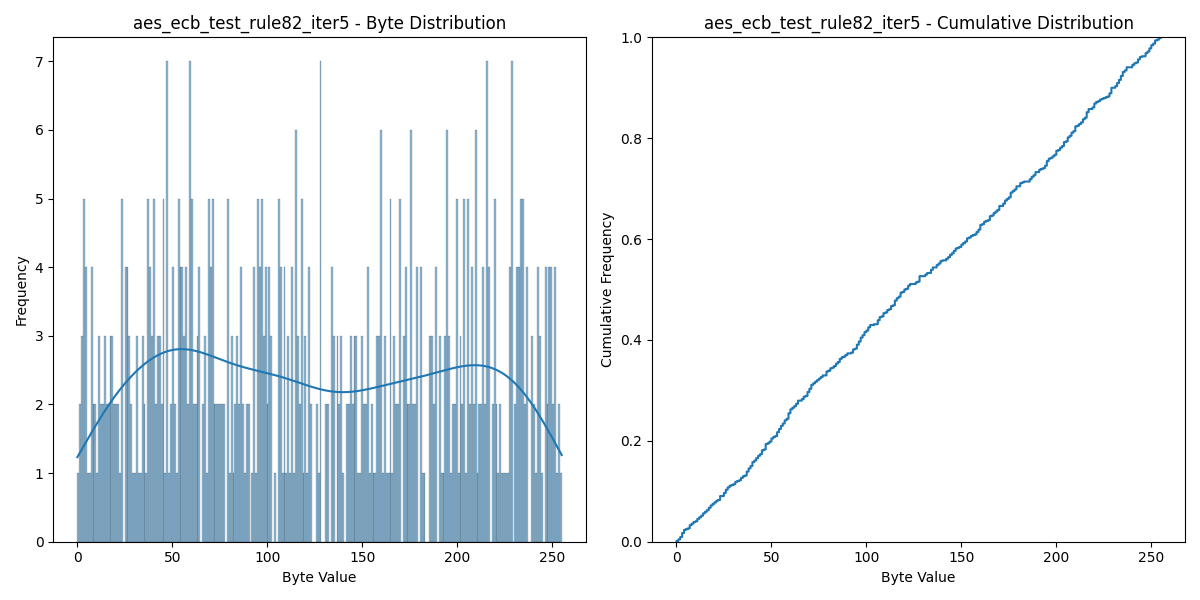 aes_ecb_test_rule82_iter5 - Byte Distribution
Frequency
7
6
5
4
3
2
1
0
0 50 100 150 200 250
Byte Value
aes_ecb_test_rule82_iter5 - Cumulative Distribution
Cumulative Frequency
1.0
0.8
0.6
0.4
0.2
0.0
0 50 100 150 200 250
Byte Value